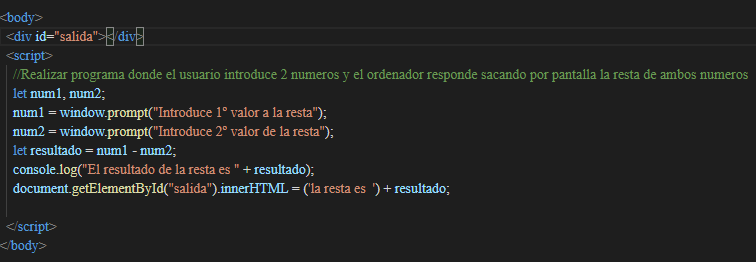 <body>
<div id="salida"></div>
<script>
//Realizar programa donde el usuario introduce 2 numeros y el ordenador responde sacando por pantalla la resta de ambos numeros
let num1, num2;
num1 = window.prompt("Introduce 1º valor a la resta");
num2 = window.prompt("Introduce 2º valor de la resta");
let resultado = num1 - num2;
console.log("El resultado de la resta es " + resultado);
document.getElementById("salida").innerHTML = ('la resta es  ') + resultado;
</script>
</body>